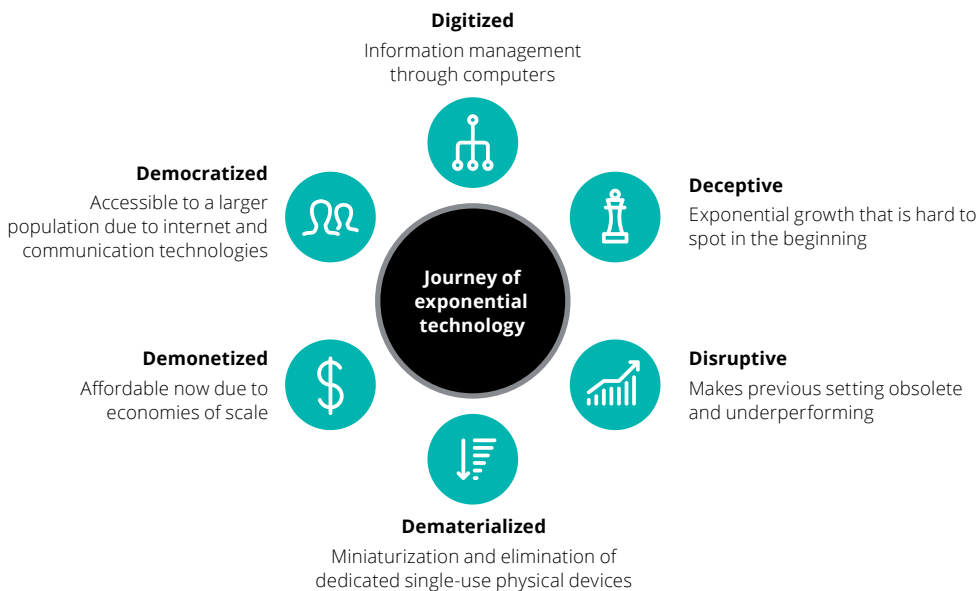 Digitized
Information management
through computers
Deceptive
Exponential growth that is hard to
spot in the beginning
Disruptive
Makes previous setting obsolete
and underperforming
Dematerialized
Miniaturization and elimination of
dedicated single-use physical devices
Demonetized
Affordable now due to
economies of scale
Democratized
Accessible to a larger
population due to internet and
communication technologies
Journey of
exponential
technology